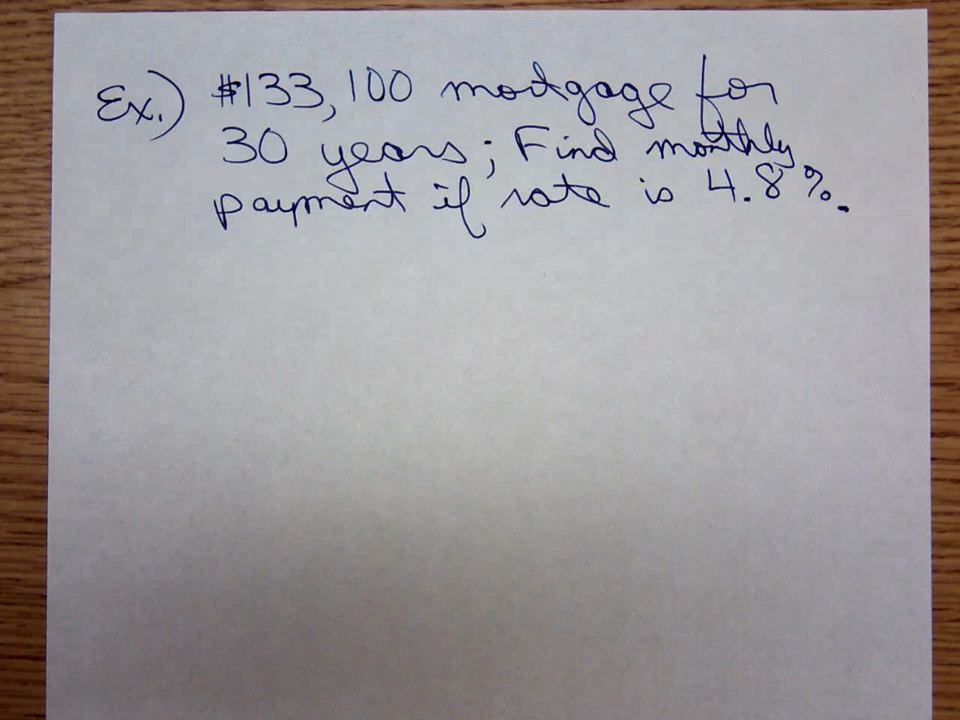 Ex.) $133,100 mortgage for
30 years; Find monthly
payment if rate is 4.8%.